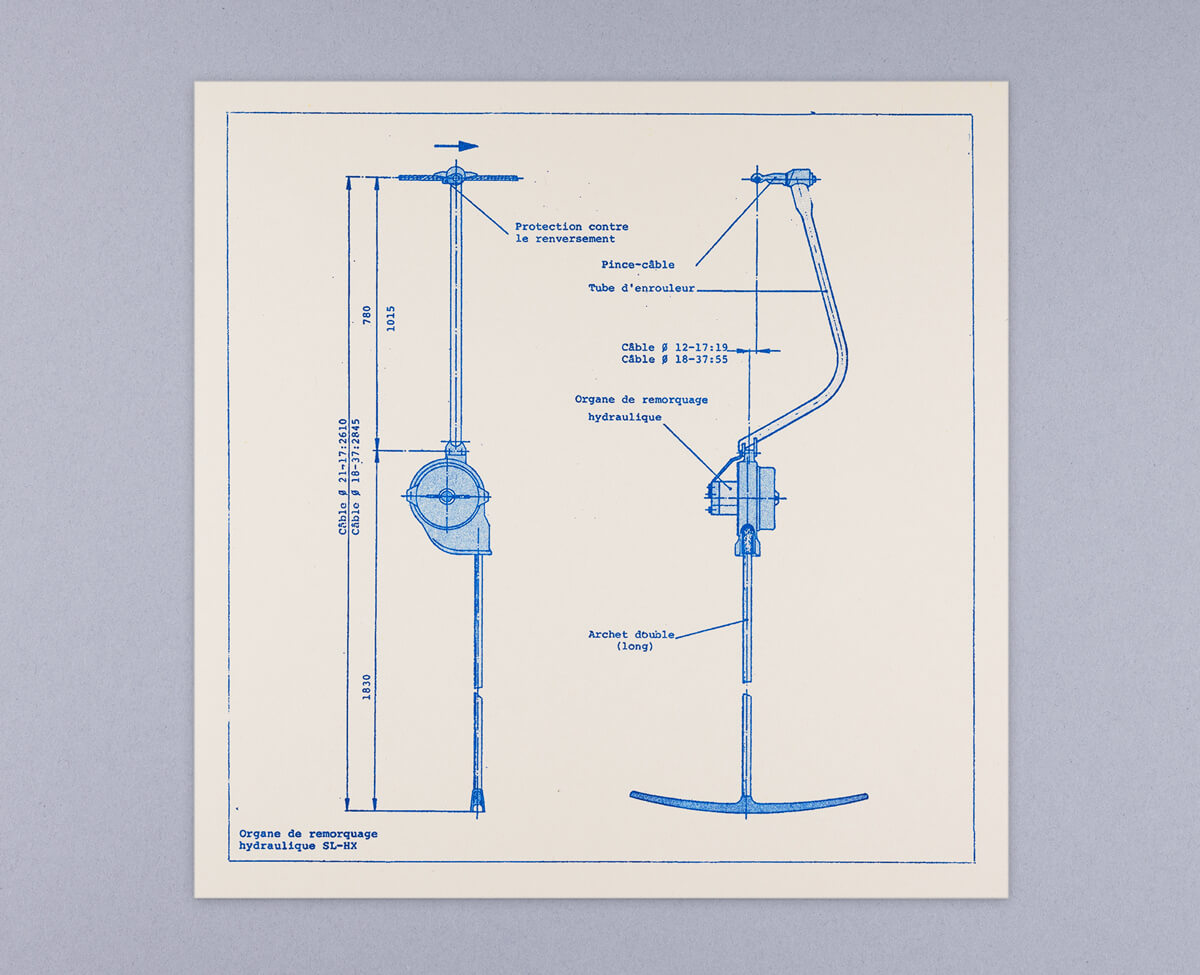 Protection contre
le renversement
Pince-câble
Tube d'enrouleur
780
1015
Câble Ø 12-17:19
Câble Ø 18-37:55
Organe de remorquage
hydraulique
Câble Ø 21-17:2610
Câble Ø 18-37:2845
1830
Archet double
(long)
Organe de remorquage
hydraulique SL-HX